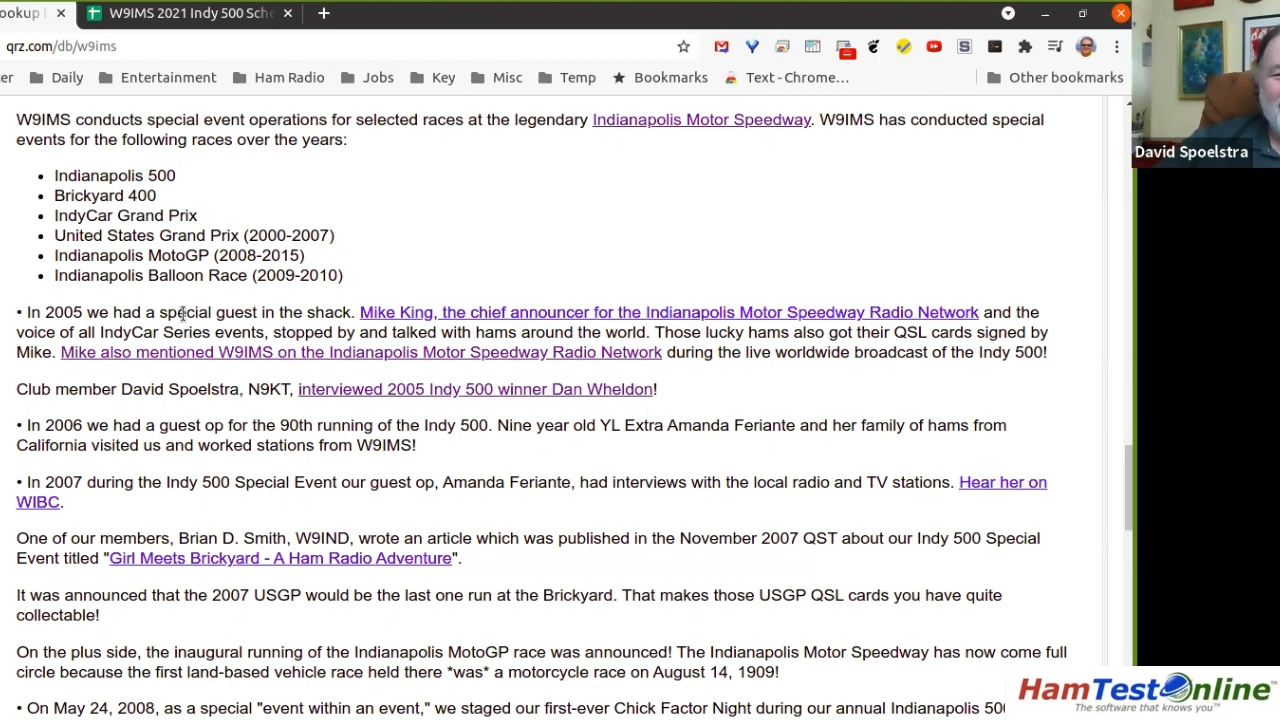 ookup
W9IMS 2021 Indy 500 Sche
qrz.com/db/w9ims
er
Daily
Entertainment
Ham Radio
Jobs
Key
Misc
Temp
Bookmarks
Text - Chrome...
Other bookmarks
W9IMS conducts special event operations for selected races at the legendary Indianapolis Motor Speedway. W9IMS has conducted special
events for the following races over the years:
• Indianapolis 500
• Brickyard 400
• IndyCar Grand Prix
• United States Grand Prix (2000-2007)
• Indianapolis MotoGP (2008-2015)
• Indianapolis Balloon Race (2009-2010)
• In 2005 we had a special guest in the shack. Mike King, the chief announcer for the Indianapolis Motor Speedway Radio Network and the
voice of all IndyCar Series events, stopped by and talked with hams around the world. Those lucky hams also got their QSL cards signed by
Mike. Mike also mentioned W9IMS on the Indianapolis Motor Speedway Radio Network during the live worldwide broadcast of the Indy 500!
Club member David Spoelstra, N9KT, interviewed 2005 Indy 500 winner Dan Wheldon!
• In 2006 we had a guest op for the 90th running of the Indy 500. Nine year old YL Extra Amanda Feriante and her family of hams from
California visited us and worked stations from W9IMS!
• In 2007 during the Indy 500 Special Event our guest op, Amanda Feriante, had interviews with the local radio and TV stations. Hear her on
WIBC.
One of our members, Brian D. Smith, W9IND, wrote an article which was published in the November 2007 QST about our Indy 500 Special
Event titled "Girl Meets Brickyard - A Ham Radio Adventure".
It was announced that the 2007 USGP would be the last one run at the Brickyard. That makes those USGP QSL cards you have quite
collectable!
On the plus side, the inaugural running of the Indianapolis MotoGP race was announced! The Indianapolis Motor Speedway has now come full
circle because the first land-based vehicle race held there *was* a motorcycle race on August 14, 1909!
• On May 24, 2008, as a special "event within an event," we staged our first-ever Chick Factor Night during our annual Indianapolis 500
David Spoelstra
HamTestOnline™
The software that knows you™